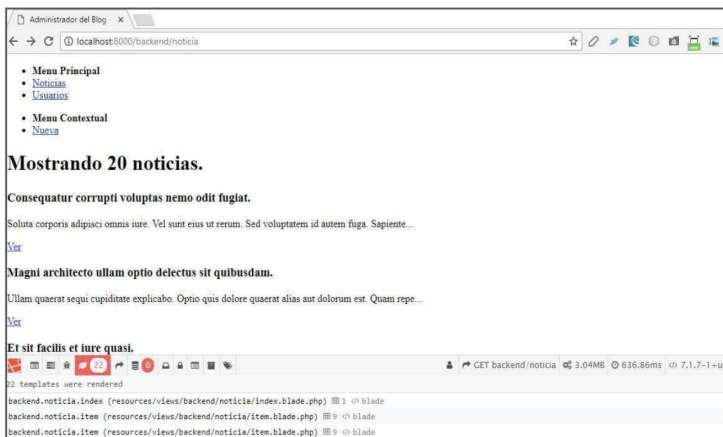 Administrador del Blog -
localhost:8000/backend/noticia
Menu Principal
Noticias
Usuarios
Menu Contextual
Nueva
Mostrando 20 noticias.
Consequatur corrupti voluptas nemo odit fugiat.
Soluta corporis adipisci omnis iure. Vel sunt eius ut rerum. Sed voluptatem id autem fuga. Sapiente...
Ver
Magni architecto ullam optio delectus sit quibusdam.
Ullam quaerat sequi cupiditate explicabo. Optio quis dolore quaerat alias aut dolorum est. Quam repe...
Ver
Et sit facilis et iure quasi.
22 0 GET backend/noticia 3.04MB 636.86ms 7.1.7-1+u
22 templates were rendered
backend.noticia.index (resources/views/backend/noticia/index.blade.php) 1 blade
backend.noticia.item (resources/views/backend/noticia/item.blade.php) 9 blade
backend.noticia.item (resources/views/backend/noticia/item.blade.php) 9 blade